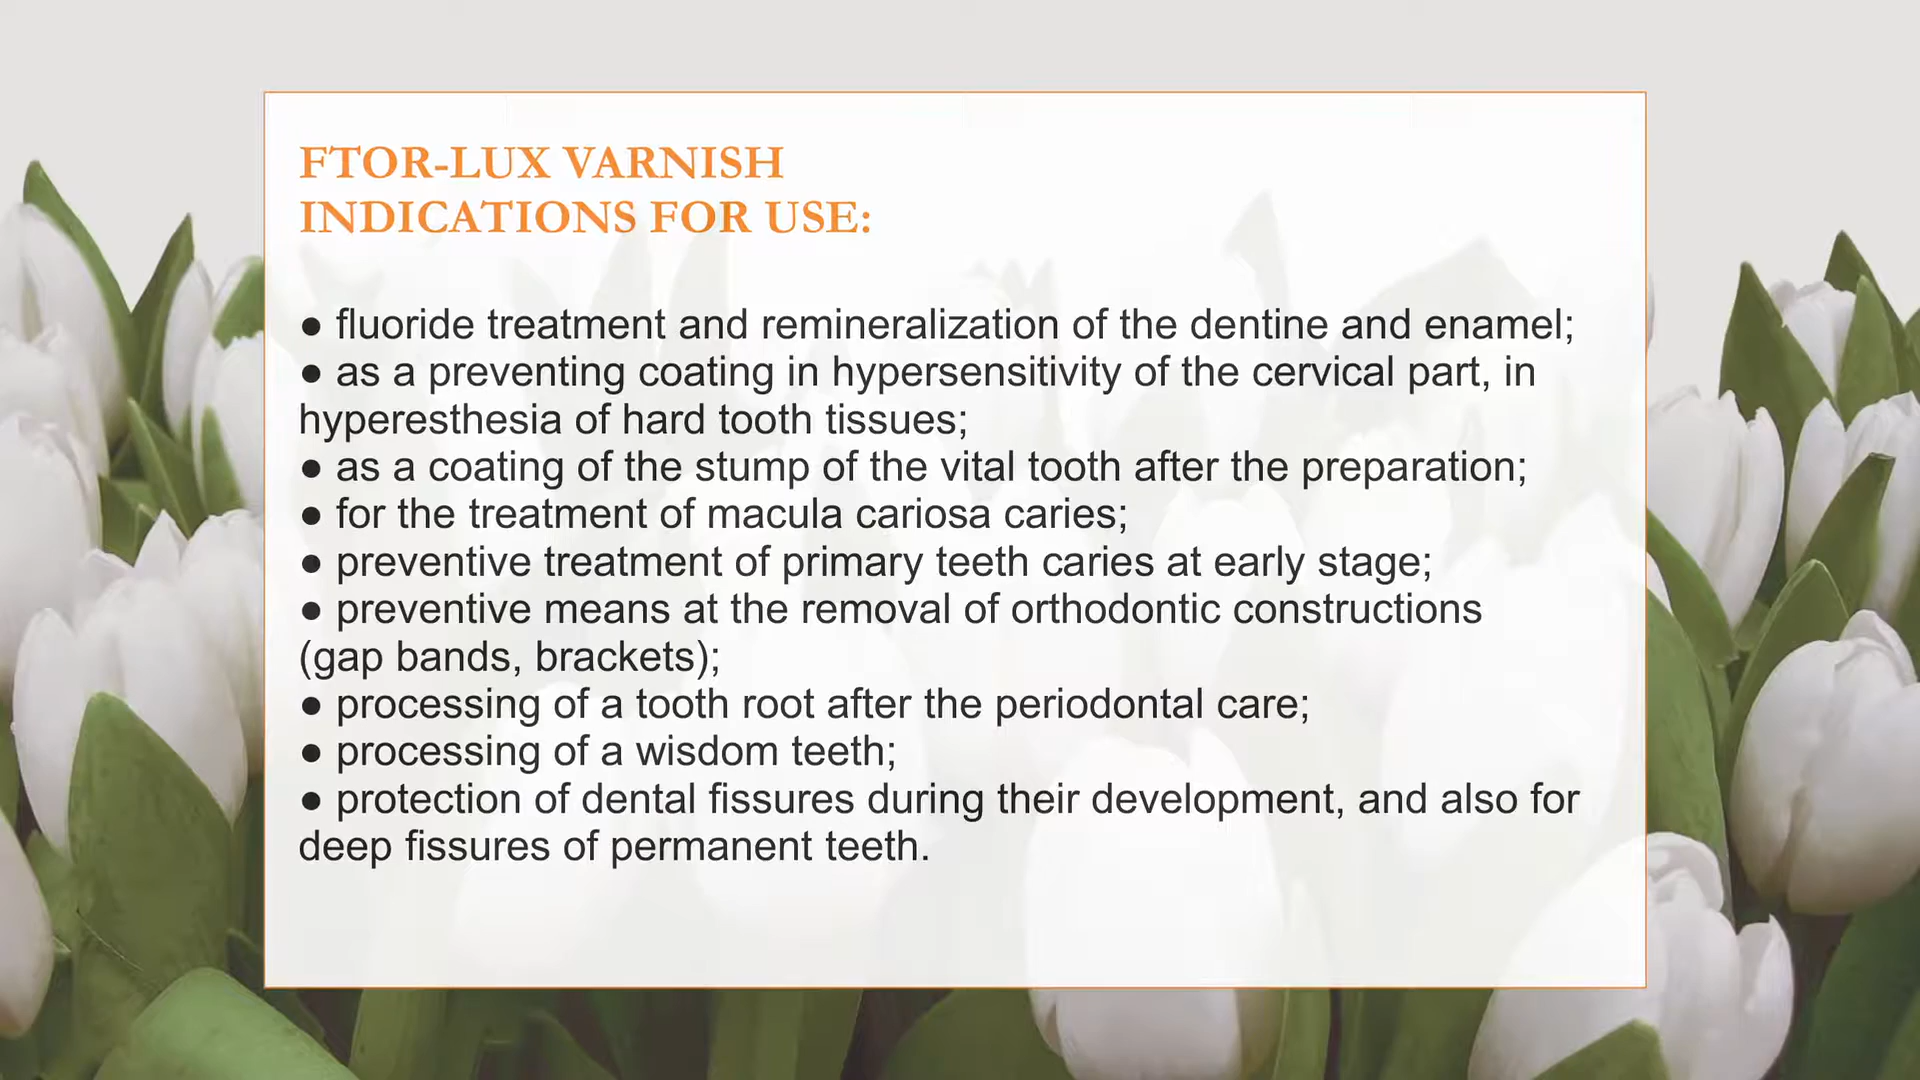 FTOR-LUX VARNISH
INDICATIONS FOR USE:
● fluoride treatment and remineralization of the dentine and enamel;
● as a preventing coating in hypersensitivity of the cervical part, in
hyperesthesia of hard tooth tissues;
● as a coating of the stump of the vital tooth after the preparation;
● for the treatment of macula cariosa caries;
● preventive treatment of primary teeth caries at early stage;
● preventive means at the removal of orthodontic constructions
(gap bands, brackets);
● processing of a tooth root after the periodontal care;
● processing of a wisdom teeth;
● protection of dental fissures during their development, and also for
deep fissures of permanent teeth.